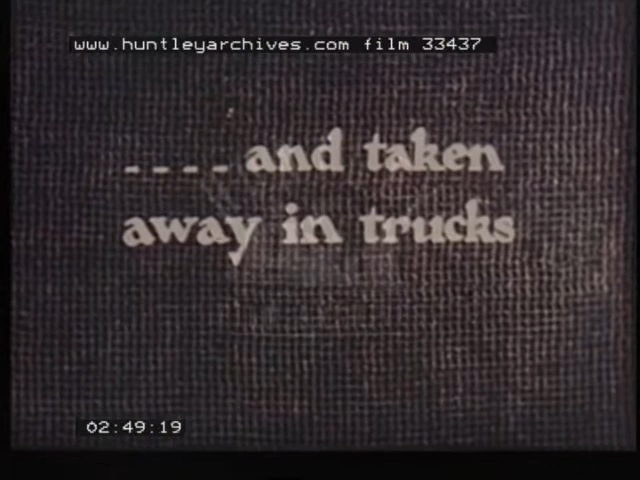 www.huntleyarchives.com film 33437
---- and taken
away in trucks
02:49:19